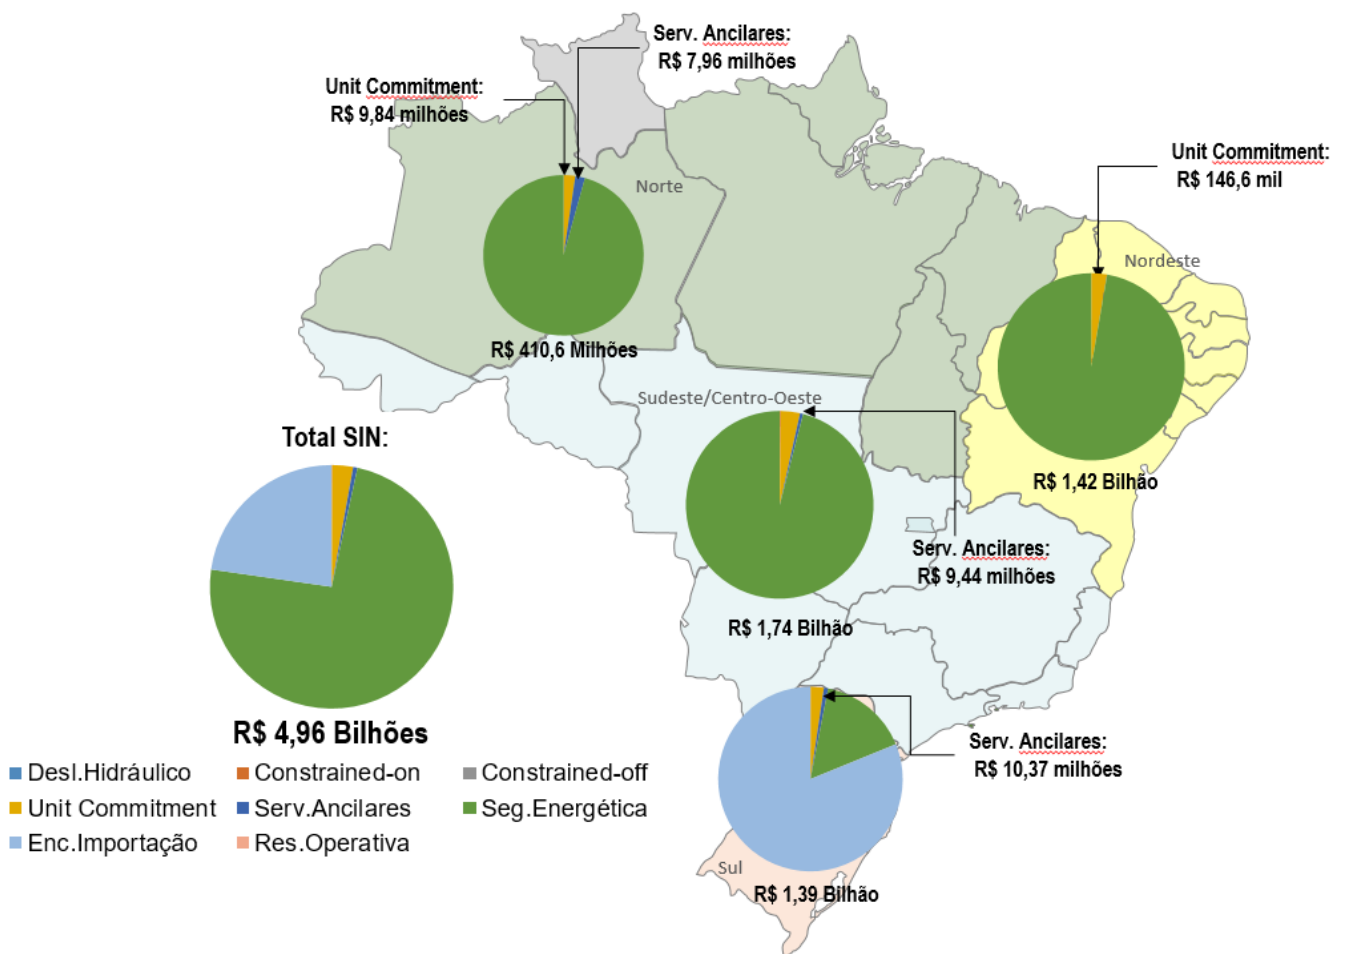 Serv. Ancilares:
R$ 7,96 milhões
Unit Commitment:
R$ 9,84 milhões
Unit Commitment:
R$ 146,6 mil
Norte
Nordeste
R$ 410,6 Milhões
Sudeste/Centro-Oeste
Total SIN:
R$ 1,42 Bilhão
Serv. Ancilares:
R$ 9,44 milhões
R$ 1,74 Bilhão
R$ 4,96 Bilhões
Serv. Ancilares:
R$ 10,37 milhões
Desl.Hidráulico
Constrained-on
Constrained-off
Unit Commitment
Serv.Ancilares
Seg.Energética
Enc.Importação
Res.Operativa
Sul
R$ 1,39 Bilhão